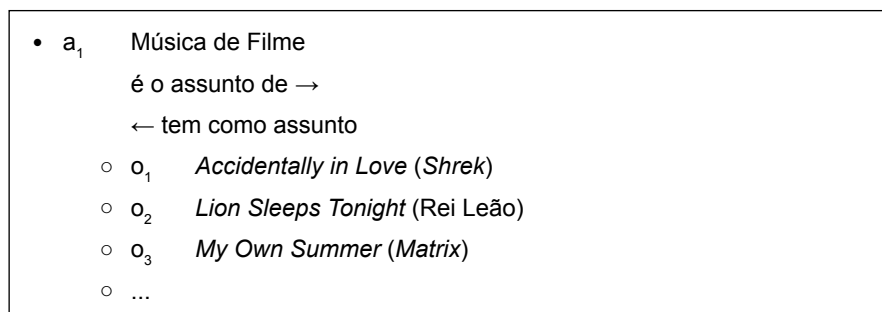 • a₁ Música de Filme
é o assunto de →
← tem como assunto
○ o₁ Accidentally in Love (Shrek)
○ o₂ Lion Sleeps Tonight (Rei Leão)
○ o₃ My Own Summer (Matrix)
○ ...